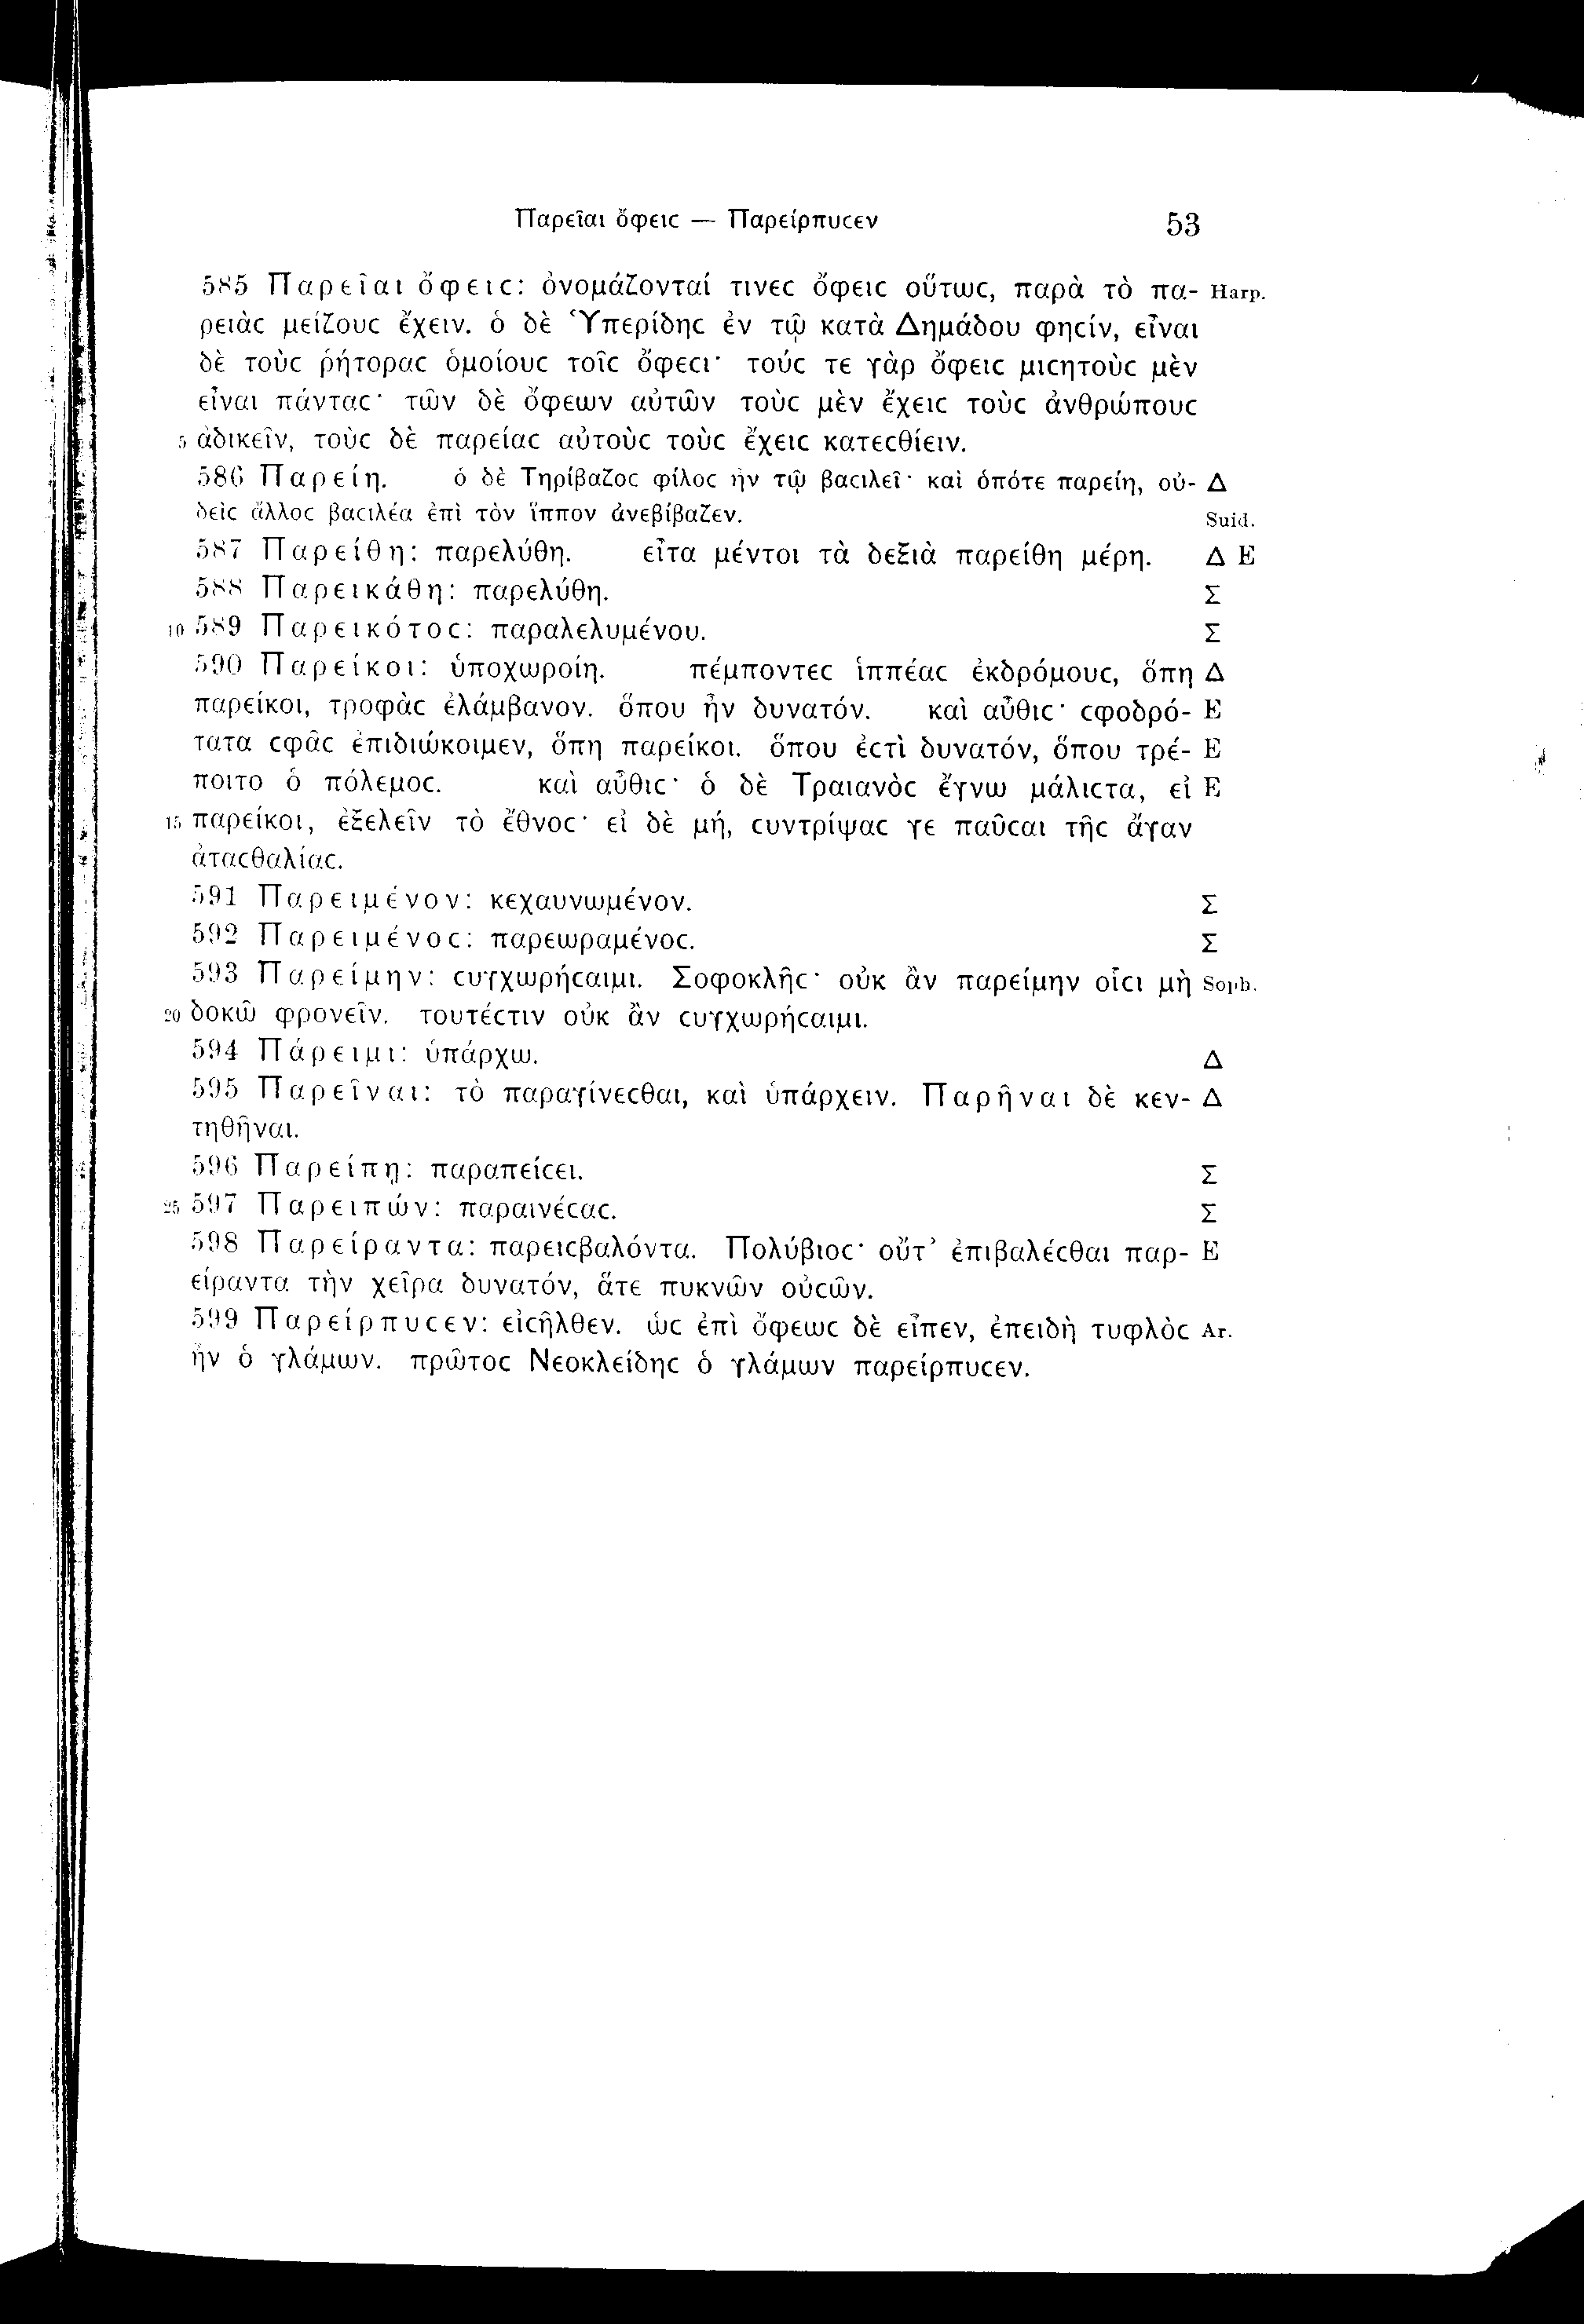 Παρεῖαι ὄφειϲ — Παρείρπυϲεν 53
585 Παρεῖαι ὄφειϲ: ὀνομάζονταί τινεϲ ὄφειϲ οὕτωϲ, παρὰ τὸ πα- Harp.
ρειὰϲ μείζουϲ ἔχειν. ὁ δὲ Ὑπερίδηϲ ἐν τῷ κατὰ Δημάδου φηϲίν, εἶναι
δὲ τοὺϲ ῥήτοραϲ ὁμοίουϲ τοῖϲ ὄφεϲι· τούϲ τε γὰρ ὄφειϲ μιϲητοὺϲ μὲν
εἶναι πάνταϲ· τῶν δὲ ὄφεων αὐτῶν τοὺϲ μὲν ἔχειϲ τοὺϲ ἀνθρώπουϲ
5 ἀδικεῖν, τοὺϲ δὲ παρείαϲ αὐτοὺϲ τοὺϲ ἔχειϲ κατεϲθίειν.
586 Παρείη. ὁ δὲ Τηρίβαζοϲ φίλοϲ ἦν τῷ βαϲιλεῖ· καὶ ὁπότε παρείη, οὐ- Δ
δεὶϲ ἄλλοϲ βαϲιλέα ἐπὶ τὸν ἵππον ἀνεβίβαζεν. Suid.
587 Παρείθη: παρελύθη. εἶτα μέντοι τὰ δεξιὰ παρείθη μέρη. Δ E
588 Παρεικάθη: παρελύθη. Σ
10 589 Παρεικότοϲ: παραλελυμένου. Σ
590 Παρείκοι: ὑποχωροίη. πέμποντεϲ ἱππέαϲ ἐκδρόμουϲ, ὅπη Δ
παρείκοι, τροφὰϲ ἐλάμβανον. ὅπου ἦν δυνατόν. καὶ αὖθιϲ· ϲφοδρό- E
τατα ϲφᾶϲ ἐπιδιώκοιμεν, ὅπη παρείκοι. ὅπου ἐϲτὶ δυνατόν, ὅπου τρέ- E
ποιτο ὁ πόλεμοϲ. καὶ αὖθιϲ· ὁ δὲ Τραιανὸϲ ἔγνω μάλιϲτα, εἰ E
15 παρείκοι, ἐξελεῖν τὸ ἔθνοϲ· εἰ δὲ μή, ϲυντρίψαϲ γε παῦϲαι τῆϲ ἄγαν
ἀταϲθαλίαϲ.
591 Παρειμένον: κεχαυνωμένον. Σ
592 Παρειμένοϲ: παρεωραμένοϲ. Σ
593 Παρείμην: ϲυγχωρήϲαιμι. Σοφοκλῆϲ· οὐκ ἂν παρείμην οἷϲι μὴ Soph.
20 δοκῶ φρονεῖν. τουτέϲτιν οὐκ ἂν ϲυγχωρήϲαιμι.
594 Πάρειμι: ὑπάρχω. Δ
595 Παρεῖναι: τὸ παραγίνεϲθαι, καὶ ὑπάρχειν. Παρῆναι δὲ κεν- Δ
τηθῆναι.
596 Παρείπῃ: παραπείϲει. Σ
25 597 Παρειπών: παραινέϲαϲ. Σ
598 Παρείραντα: παρειϲβαλόντα. Πολύβιοϲ· οὔτ’ ἐπιβαλέϲθαι παρ- E
είραντα τὴν χεῖρα δυνατόν, ἅτε πυκνῶν οὐϲῶν.
599 Παρείρπυϲεν: εἰϲῆλθεν. ὡϲ ἐπὶ ὄφεωϲ δὲ εἶπεν, ἐπειδὴ τυφλὸϲ Ar.
ἦν ὁ γλάμων. πρῶτοϲ Νεοκλείδηϲ ὁ γλάμων παρείρπυϲεν.